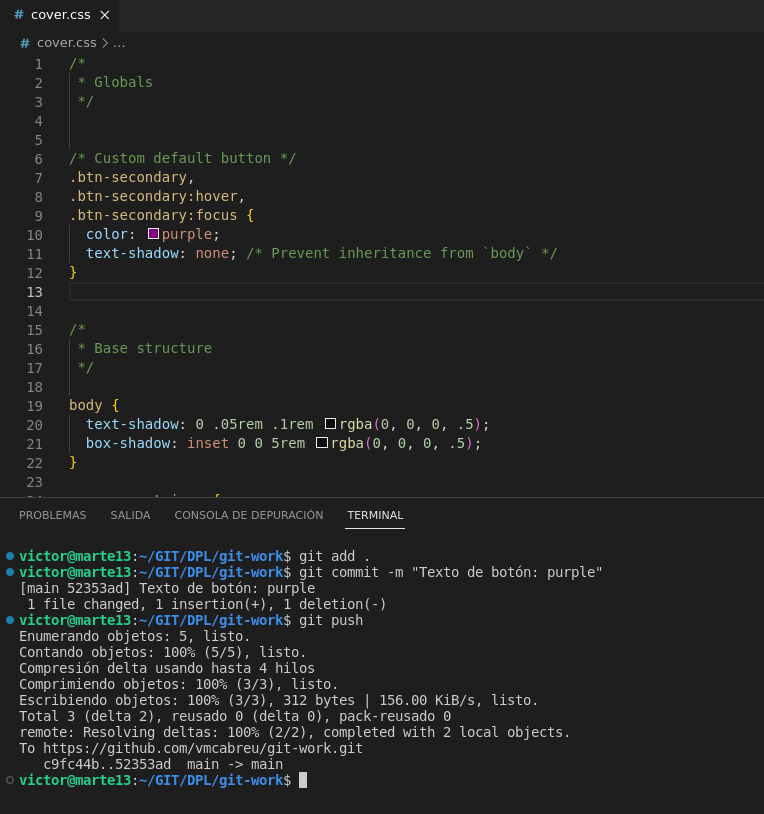 # cover.css ×
# cover.css > ...
1 /*
2  * Globals
3  */
4
5
6 /* Custom default button */
7 .btn-secondary,
8 .btn-secondary:hover,
9 .btn-secondary:focus {
10   color: purple;
11   text-shadow: none; /* Prevent inheritance from `body` */
12 }
13
14
15 /*
16  * Base structure
17  */
18
19 body {
20   text-shadow: 0 .05rem .1rem rgba(0, 0, 0, .5);
21   box-shadow: inset 0 0 5rem rgba(0, 0, 0, .5);
22 }
23
PROBLEMAS SALIDA CONSOLA DE DEPURACIÓN TERMINAL
victor@marte13:~/GIT/DPL/git-work$ git add .
victor@marte13:~/GIT/DPL/git-work$ git commit -m "Texto de botón: purple"
[main 52353ad] Texto de botón: purple
 1 file changed, 1 insertion(+), 1 deletion(-)
victor@marte13:~/GIT/DPL/git-work$ git push
Enumerando objetos: 5, listo.
Contando objetos: 100% (5/5), listo.
Compresión delta usando hasta 4 hilos
Comprimiendo objetos: 100% (3/3), listo.
Escribiendo objetos: 100% (3/3), 312 bytes | 156.00 KiB/s, listo.
Total 3 (delta 2), reusado 0 (delta 0), pack-reusado 0
remote: Resolving deltas: 100% (2/2), completed with 2 local objects.
To https://github.com/vmcabreu/git-work.git
   c9fc44b..52353ad  main -> main
victor@marte13:~/GIT/DPL/git-work$